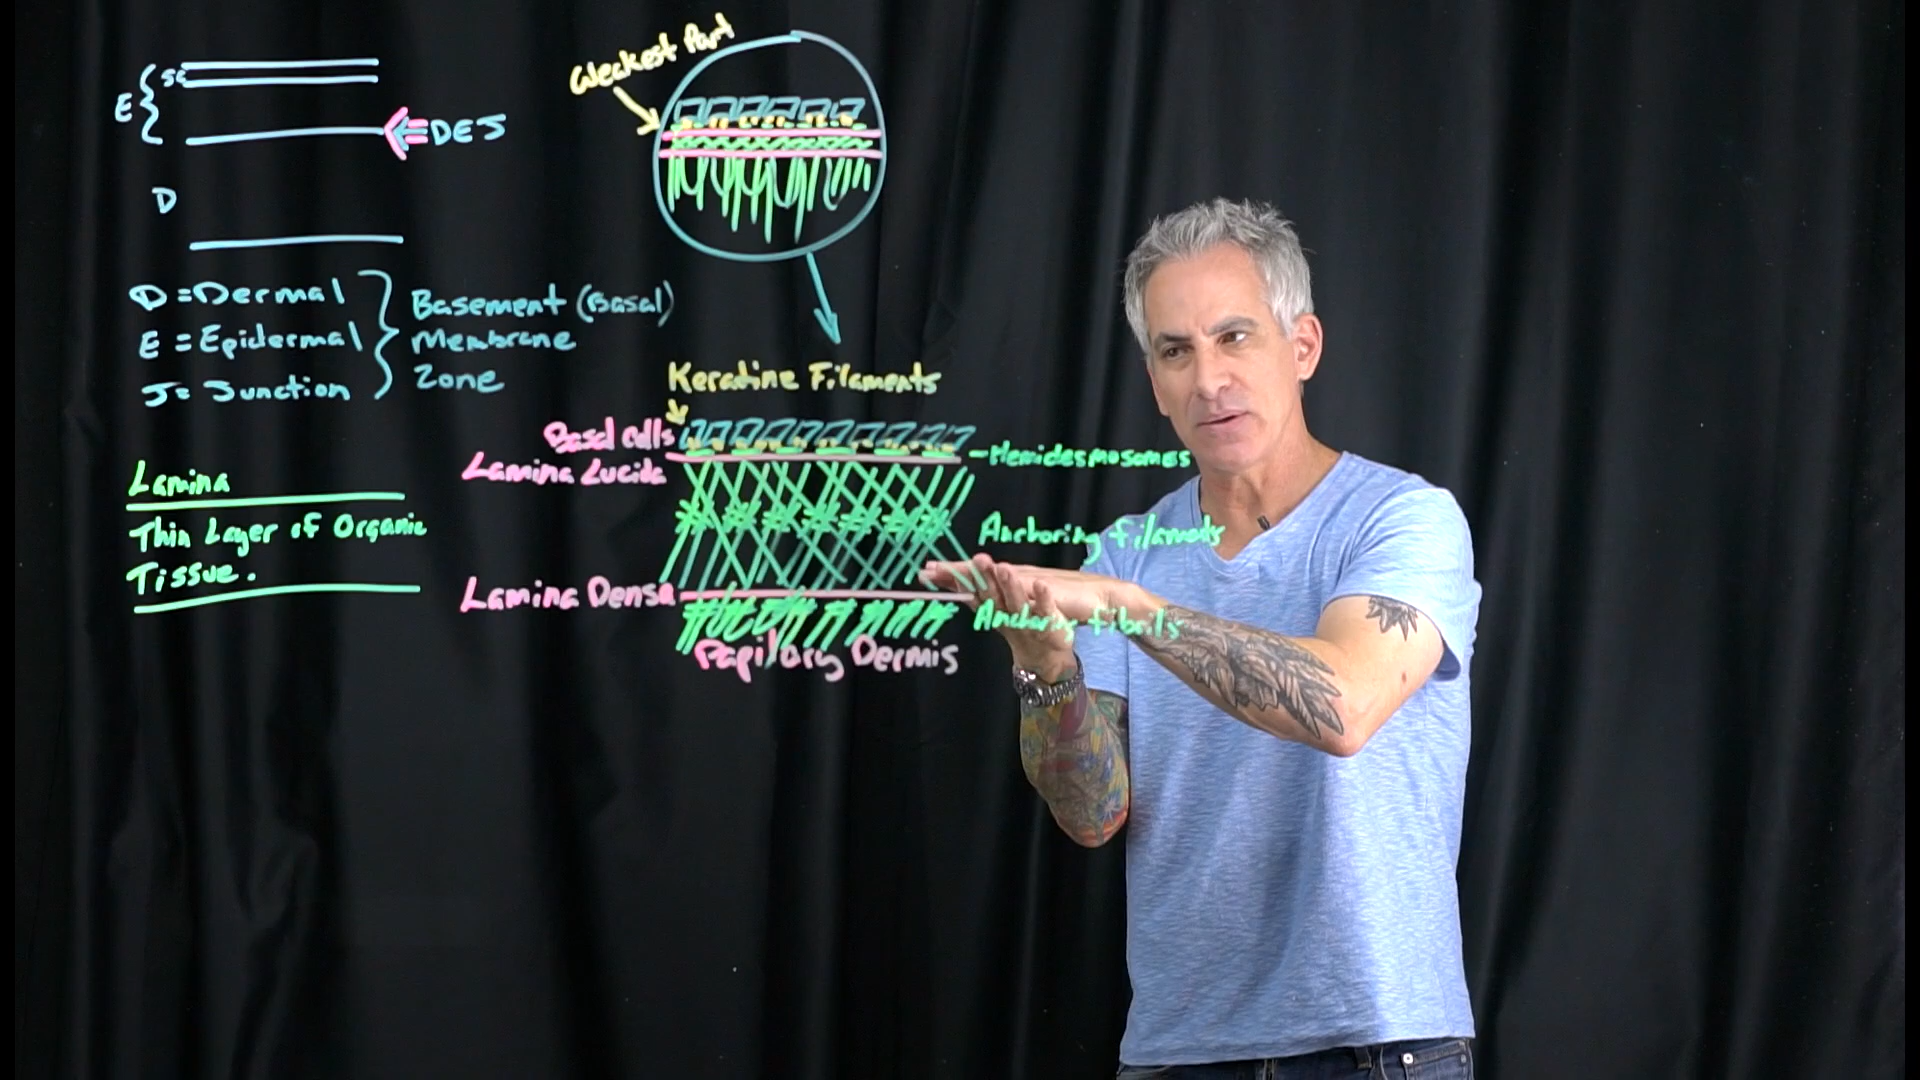 Weakest Part
E
SC
DEJ
D
D = Dermal
E = Epidermal
J = Junction
Basement (Basal)
Membrane
Zone
Lamina
Thin Layer of Organic
Tissue.
Keratine Filaments
Basal cells
Lamina Lucida
Hemidesmosomes
Anchoring filaments
Lamina Densa
Anchoring fibrils
Papillary Dermis